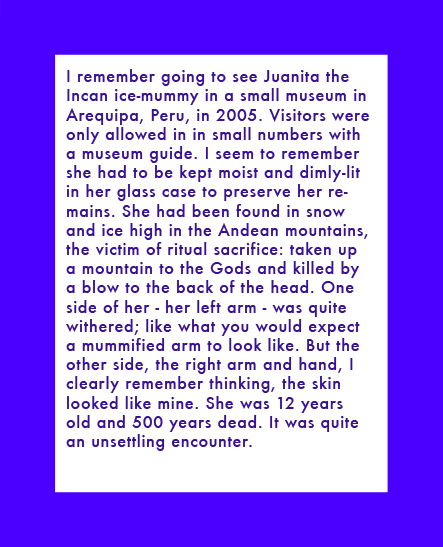 I remember going to see Juanita the
Incan ice-mummy in a small museum in
Arequipa, Peru, in 2005. Visitors were
only allowed in in small numbers with
a museum guide. I seem to remember
she had to be kept moist and dimly-lit
in her glass case to preserve her re-
mains. She had been found in snow
and ice high in the Andean mountains,
the victim of ritual sacrifice: taken up
a mountain to the Gods and killed by
a blow to the back of the head. One
side of her - her left arm - was quite
withered; like what you would expect
a mummified arm to look like. But the
other side, the right arm and hand, I
clearly remember thinking, the skin
looked like mine. She was 12 years
old and 500 years dead. It was quite
an unsettling encounter.